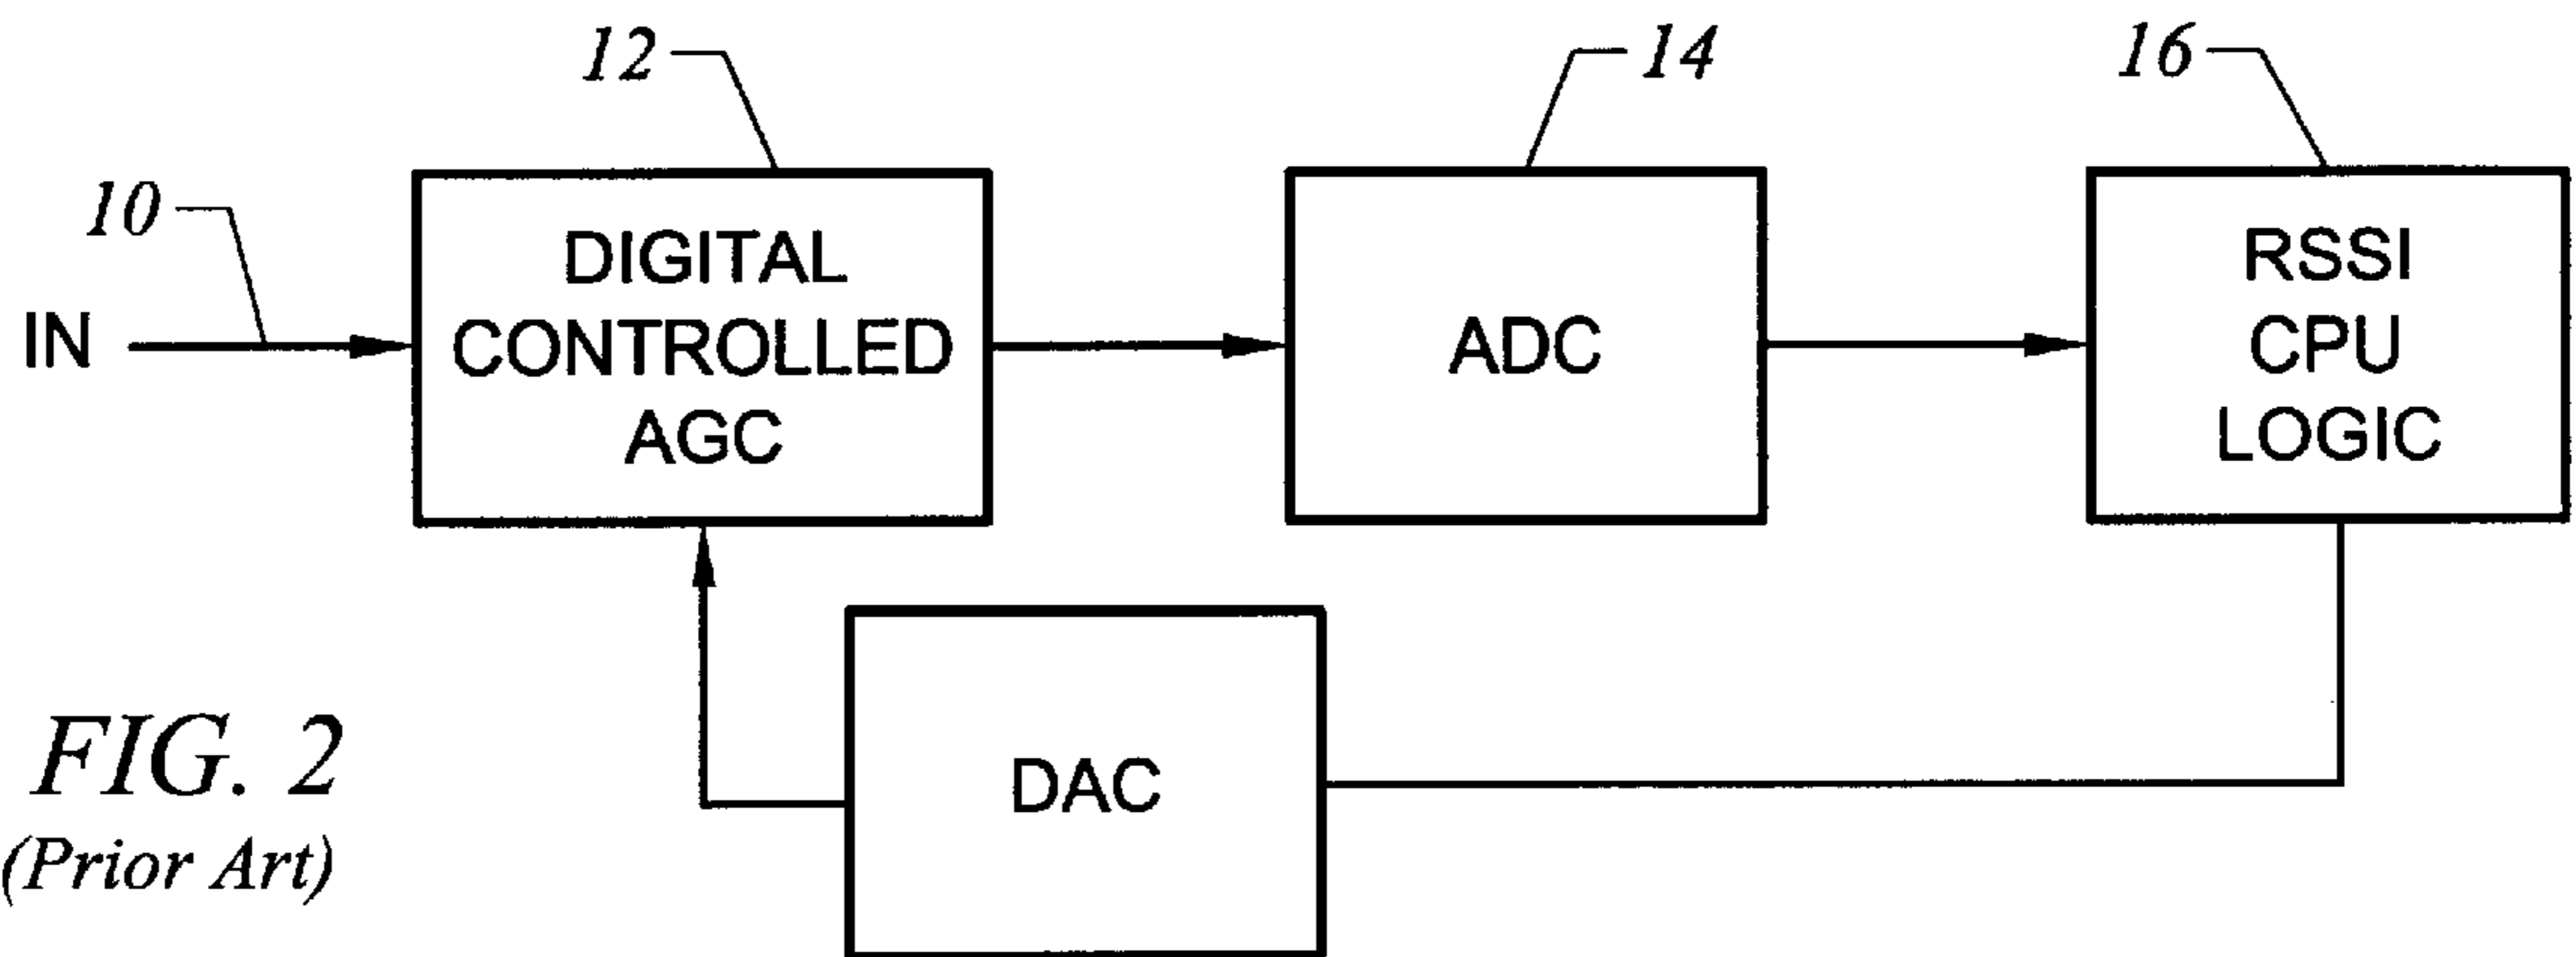 12
14
16
10
IN
DIGITAL
CONTROLLED
AGC
ADC
RSSI
CPU
LOGIC
DAC
FIG. 2
(Prior Art)